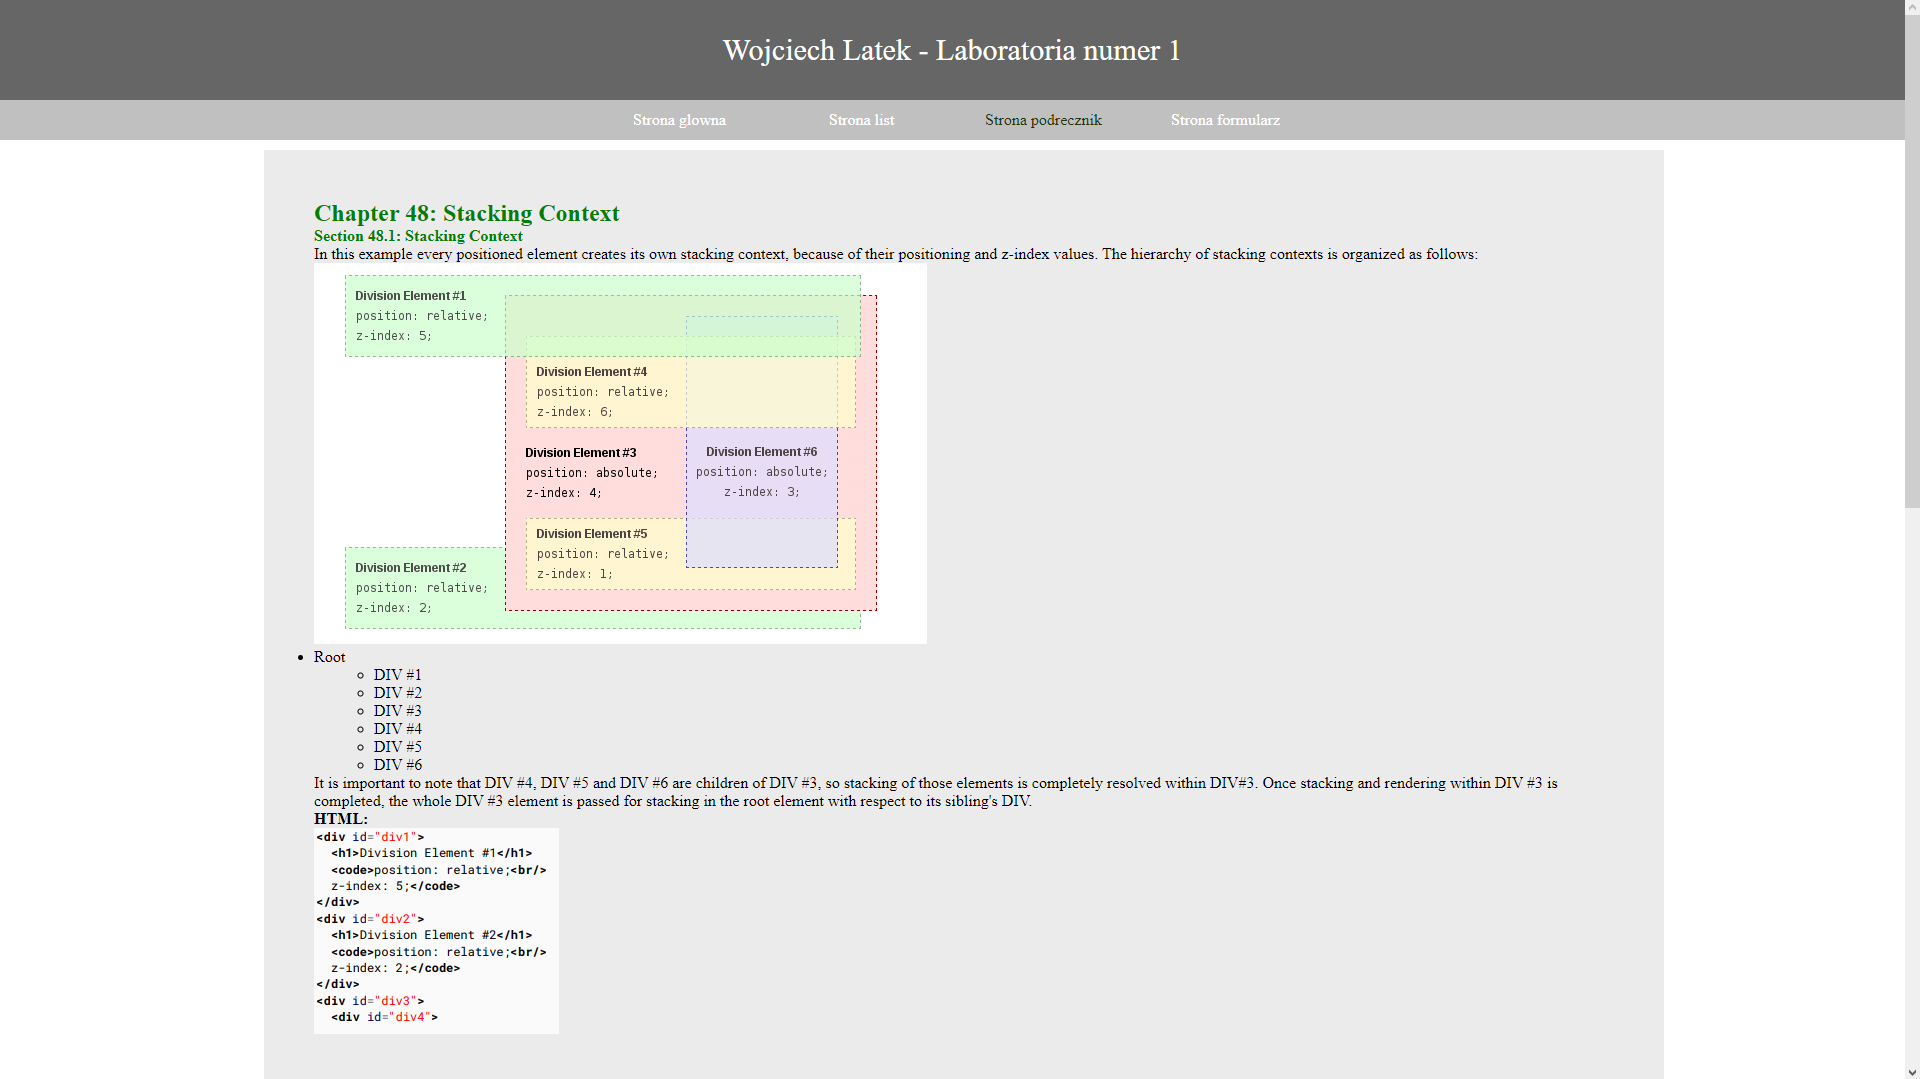 Wojciech Latek - Laboratoria numer 1
Strona glowna Strona list Strona podrecznik Strona formularz
Chapter 48: Stacking Context
Section 48.1: Stacking Context
In this example every positioned element creates its own stacking context, because of their positioning and z-index values. The hierarchy of stacking contexts is organized as follows:
Division Element #1
position: relative;
z-index: 5;
Division Element #4
position: relative;
z-index: 6;
Division Element #3
position: absolute;
z-index: 4;
Division Element #6
position: absolute;
z-index: 3;
Division Element #5
position: relative;
z-index: 1;
Division Element #2
position: relative;
z-index: 2;
Root
DIV #1
DIV #2
DIV #3
DIV #4
DIV #5
DIV #6
It is important to note that DIV #4, DIV #5 and DIV #6 are children of DIV #3, so stacking of those elements is completely resolved within DIV#3. Once stacking and rendering within DIV #3 is
completed, the whole DIV #3 element is passed for stacking in the root element with respect to its sibling's DIV.
HTML:
<div id="div1">
<h1>Division Element #1</h1>
<code>position: relative;<br/>
z-index: 5;</code>
</div>
<div id="div2">
<h1>Division Element #2</h1>
<code>position: relative;<br/>
z-index: 2;</code>
</div>
<div id="div3">
<div id="div4">